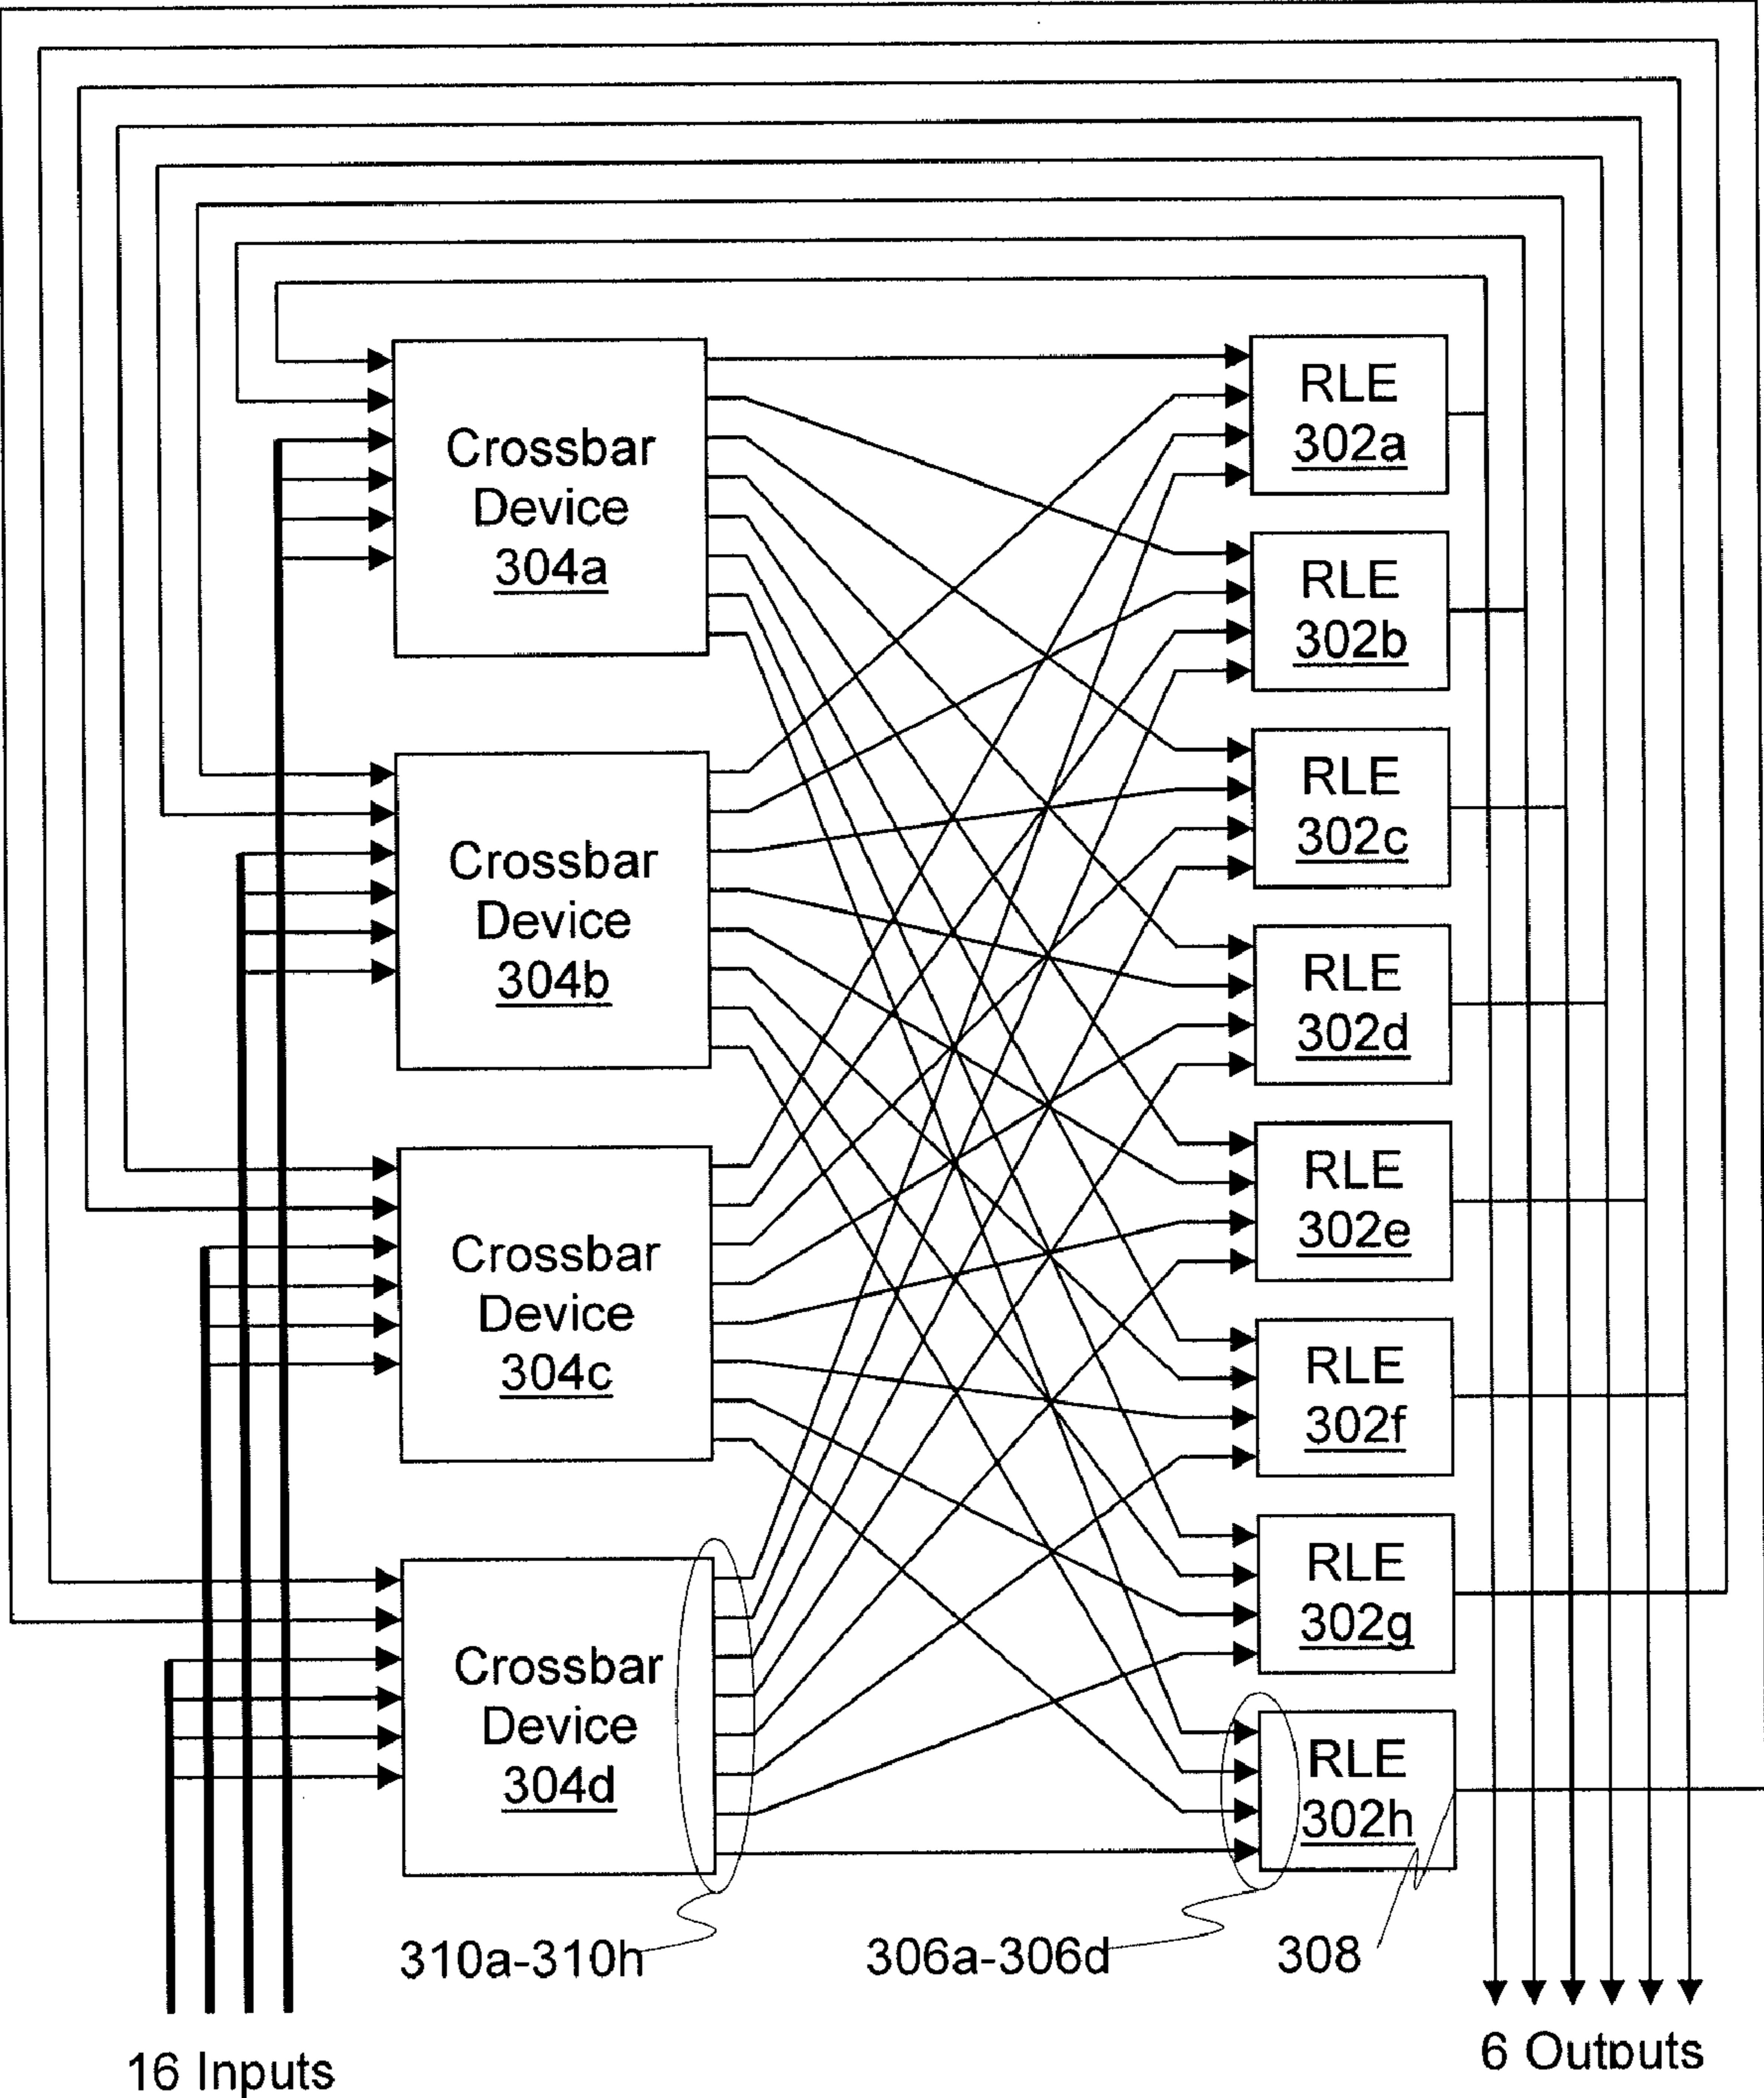 Crossbar
Device
304a
Crossbar
Device
304b
Crossbar
Device
304c
Crossbar
Device
304d
RLE
302a
RLE
302b
RLE
302c
RLE
302d
RLE
302e
RLE
302f
RLE
302g
RLE
302h
310a-310h
306a-306d
308
16 Inputs
6 Outputs